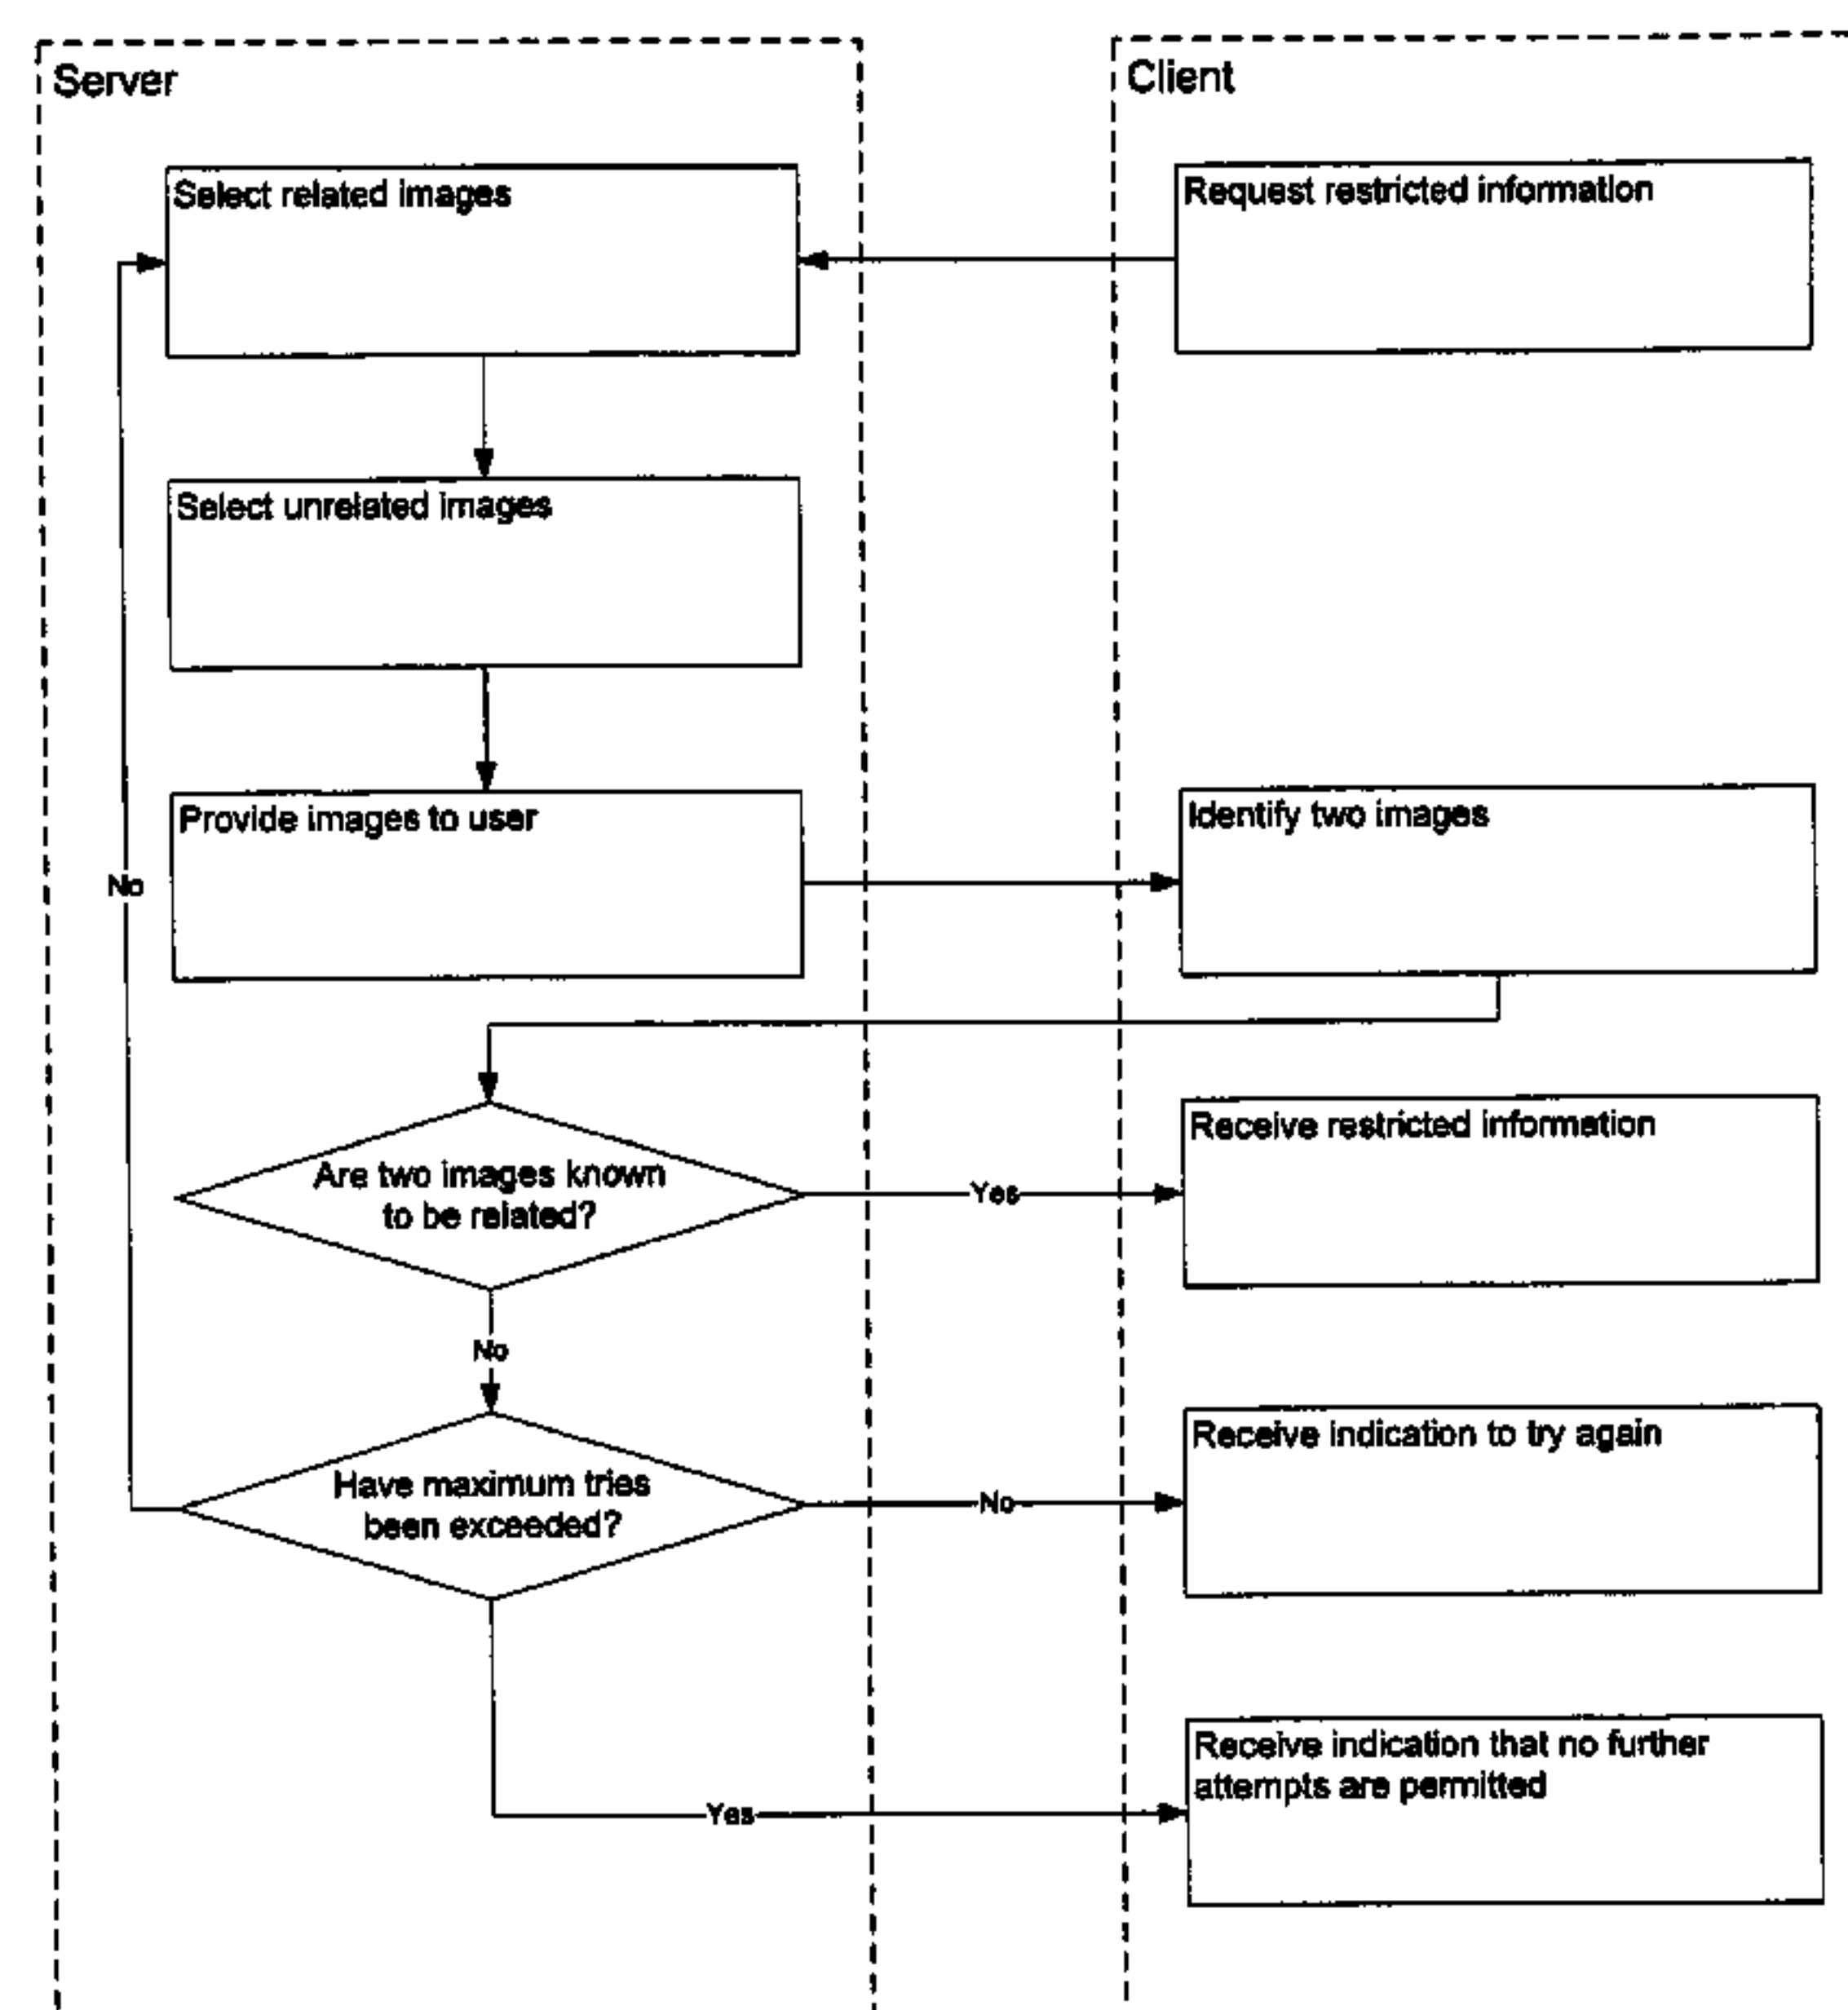 Server
Client
Select related images
Request restricted information
Select unrelated images
Provide images to user
Identify two images
No
Are two images known
to be related?
Yes
Receive restricted information
No
Have maximum tries
been exceeded?
No
Receive indication to try again
Yes
Receive indication that no further
attempts are permitted